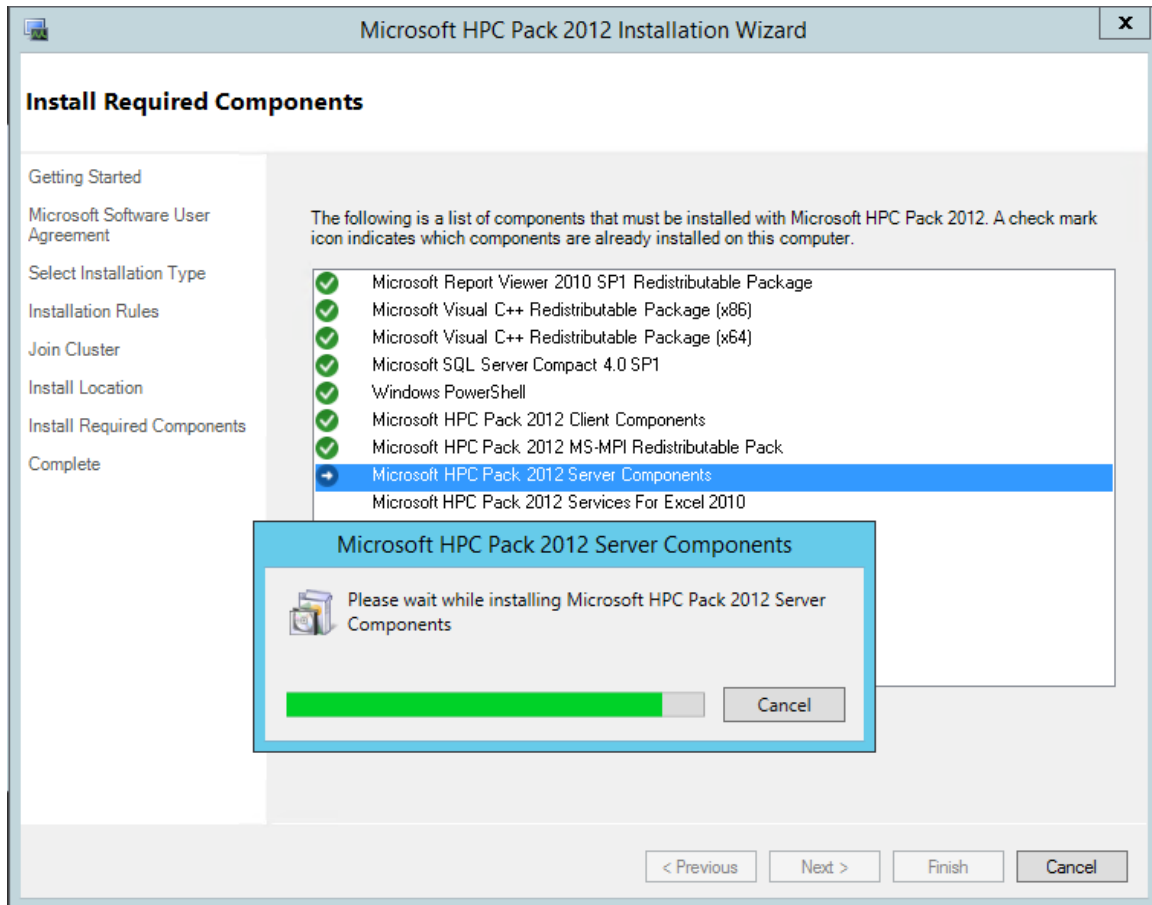 Microsoft HPC Pack 2012 Installation Wizard
x
Install Required Components
Getting Started
Microsoft Software User
Agreement
Select Installation Type
Installation Rules
Join Cluster
Install Location
Install Required Components
Complete
The following is a list of components that must be installed with Microsoft HPC Pack 2012. A check mark
icon indicates which components are already installed on this computer.
Microsoft Report Viewer 2010 SP1 Redistributable Package
Microsoft Visual C++ Redistributable Package (x86)
Microsoft Visual C++ Redistributable Package (x64)
Microsoft SQL Server Compact 4.0 SP1
Windows PowerShell
Microsoft HPC Pack 2012 Client Components
Microsoft HPC Pack 2012 MS-MPI Redistributable Pack
Microsoft HPC Pack 2012 Server Components
Microsoft HPC Pack 2012 Services For Excel 2010
Microsoft HPC Pack 2012 Server Components
Please wait while installing Microsoft HPC Pack 2012 Server
Components
Cancel
< Previous
Next >
Finish
Cancel